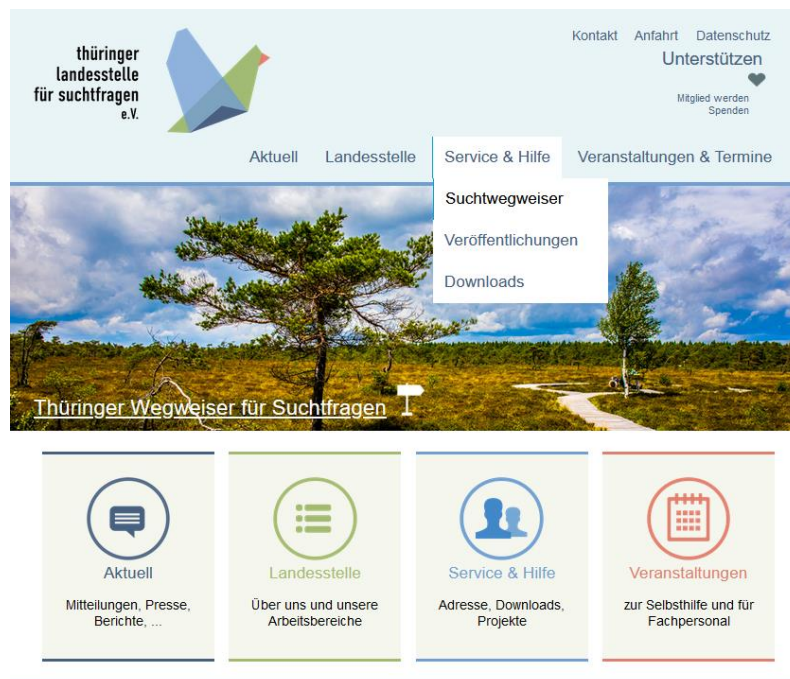 thüringer
landesstelle
für suchtfragen
e.V.
Kontakt Anfahrt Datenschutz
Unterstützen
Mitglied werden
Spenden
Aktuell Landesstelle Service & Hilfe Veranstaltungen & Termine
Suchtwegweiser
Veröffentlichungen
Downloads
Thüringer Wegweiser für Suchtfragen
Aktuell
Mitteilungen, Presse,
Berichte, ...
Landesstelle
Über uns und unsere
Arbeitsbereiche
Service & Hilfe
Adresse, Downloads,
Projekte
Veranstaltungen
zur Selbsthilfe und für
Fachpersonal